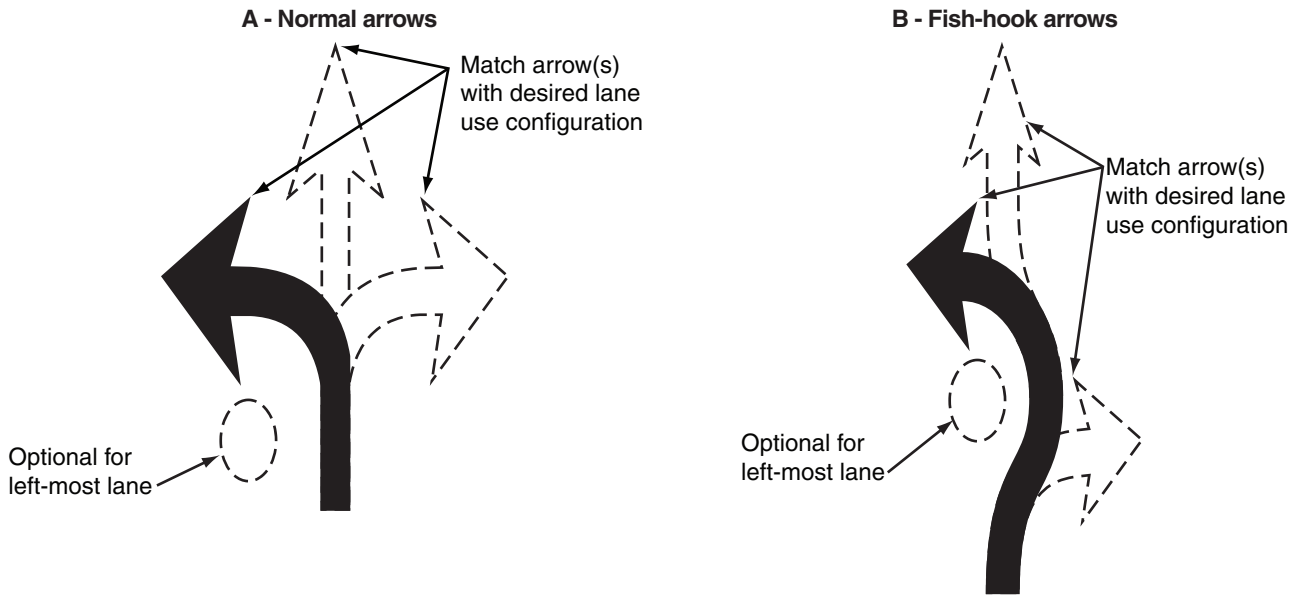 A - Normal arrows
Match arrow(s)
with desired lane
use configuration
Optional for
left-most lane
B - Fish-hook arrows
Match arrow(s)
with desired lane
use configuration
Optional for
left-most lane